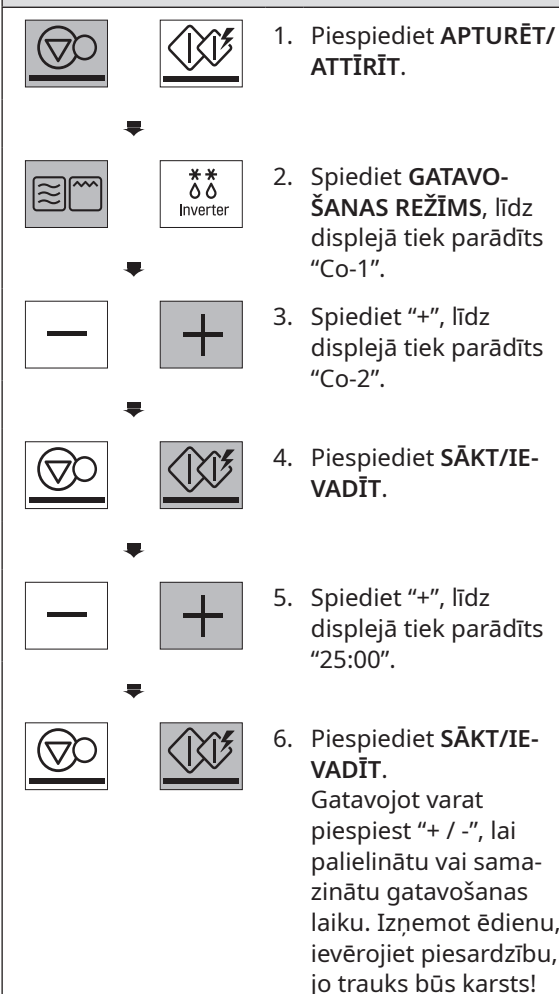 1. Piespiediet APTURĒT/
ATTĪRĪT.
Inverter
2. Spiediet GATAVO-
ŠANAS REŽĪMS, līdz
displejā tiek parādīts
“Co-1”.
3. Spiediet “+”, līdz
displejā tiek parādīts
“Co-2”.
4. Piespiediet SĀKT/IE-
VADĪT.
5. Spiediet “+”, līdz
displejā tiek parādīts
“25:00”.
6. Piespiediet SĀKT/IE-
VADĪT.
Gatavojot varat
piespiest “+ / -”, lai
palielinātu vai sama-
zinātu gatavošanas
laiku. Izņemot ēdienu,
ievērojiet piesardzību,
jo trauks būs karsts!